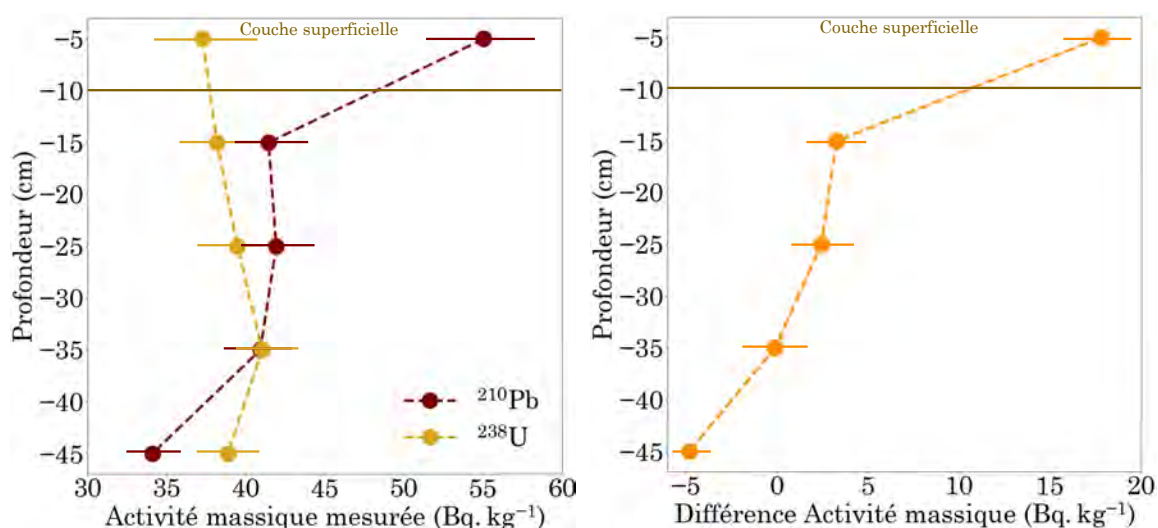 Couche superficielle
−5
−10
−15
−20
−25
−30
−35
−40
−45
Profondeur (cm)
²¹⁰Pb
²³⁸U
30 35 40 45 50 55 60
Activité massique mesurée (Bq. kg⁻¹)
Couche superficielle
−5
−10
−15
−20
−25
−30
−35
−40
−45
Profondeur (cm)
−5 0 5 10 15 20
Différence Activité massique (Bq. kg⁻¹)